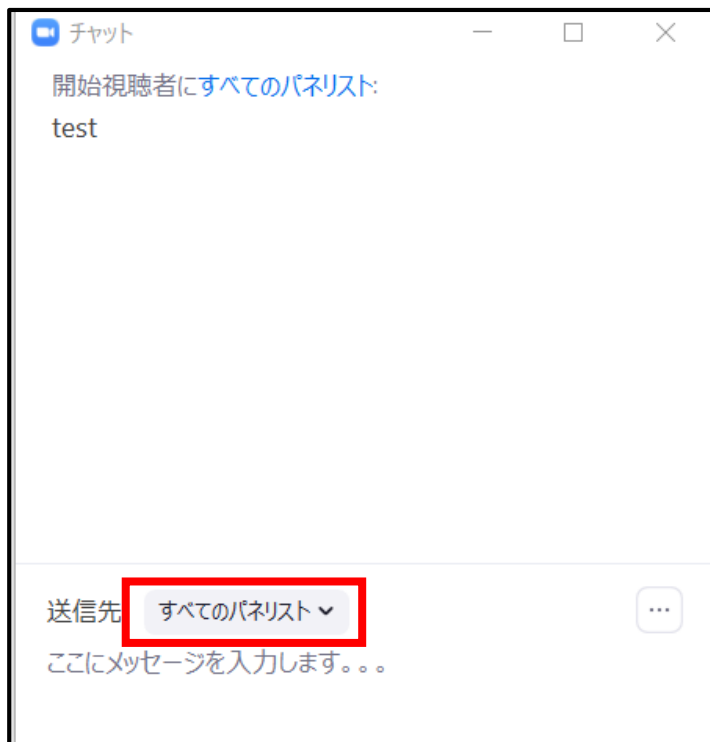 チャット
開始視聴者にすべてのパネリスト:
test
送信先 すべてのパネリスト
ここにメッセージを入力します。。。